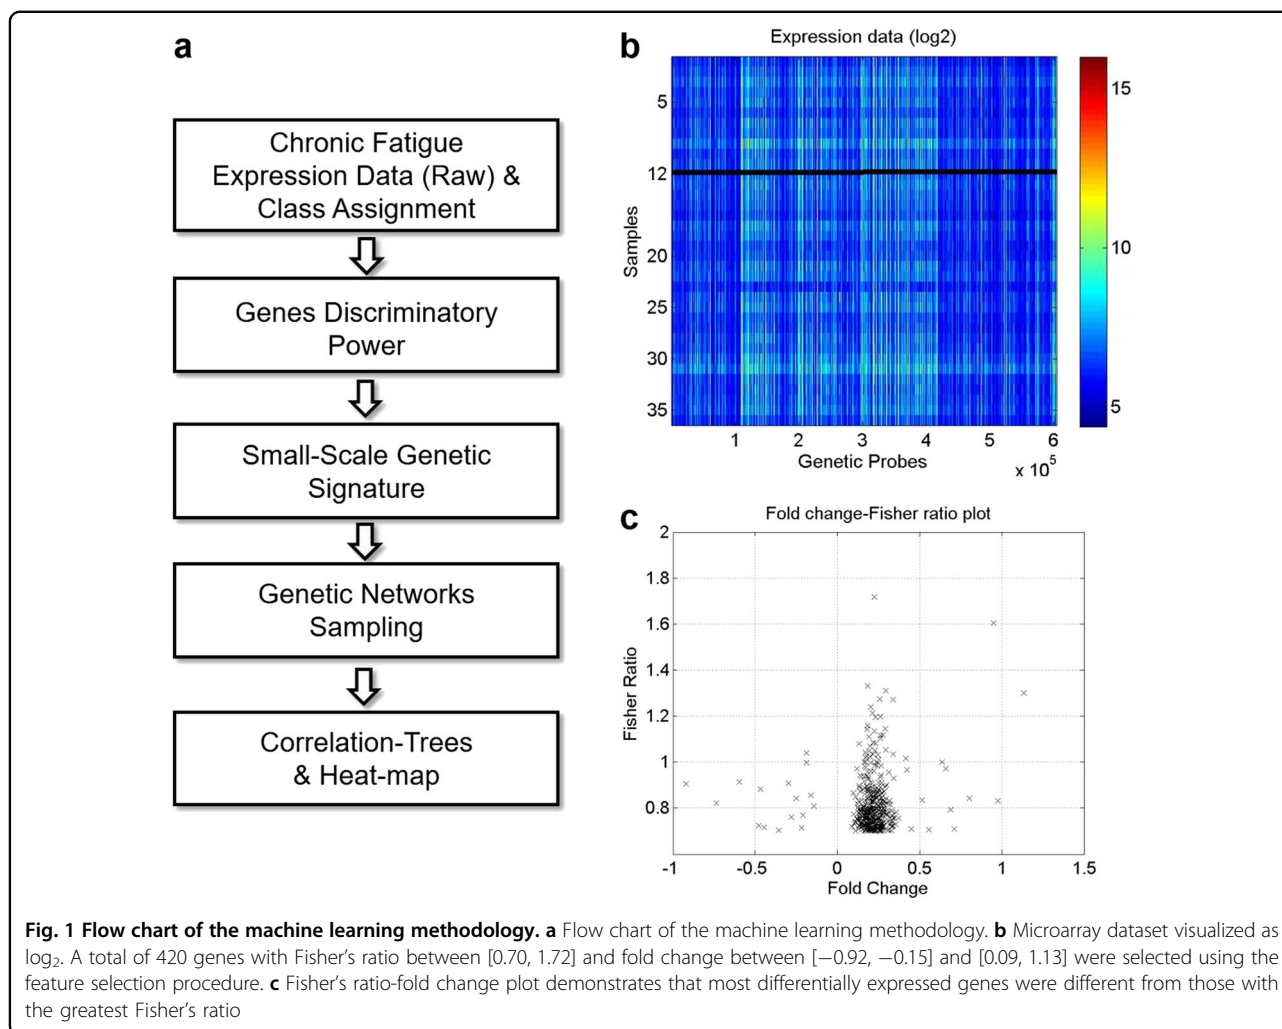 a
Chronic Fatigue
Expression Data (Raw) &
Class Assignment
Genes Discriminatory
Power
Small-Scale Genetic
Signature
Genetic Networks
Sampling
Correlation-Trees
& Heat-map
b
Expression data (log2)
Samples
5
12
20
25
30
35
1 2 3 4 5 6
x 10^5
Genetic Probes
15
10
5
c
Fold change-Fisher ratio plot
Fisher Ratio
2
1.8
1.6
1.4
1.2
1
0.8
-1 -0.5 0 0.5 1 1.5
Fold Change
Fig. 1 Flow chart of the machine learning methodology. a Flow chart of the machine learning methodology. b Microarray dataset visualized as
log₂. A total of 420 genes with Fisher's ratio between [0.70, 1.72] and fold change between [−0.92, −0.15] and [0.09, 1.13] were selected using the
feature selection procedure. c Fisher's ratio-fold change plot demonstrates that most differentially expressed genes were different from those with
the greatest Fisher's ratio